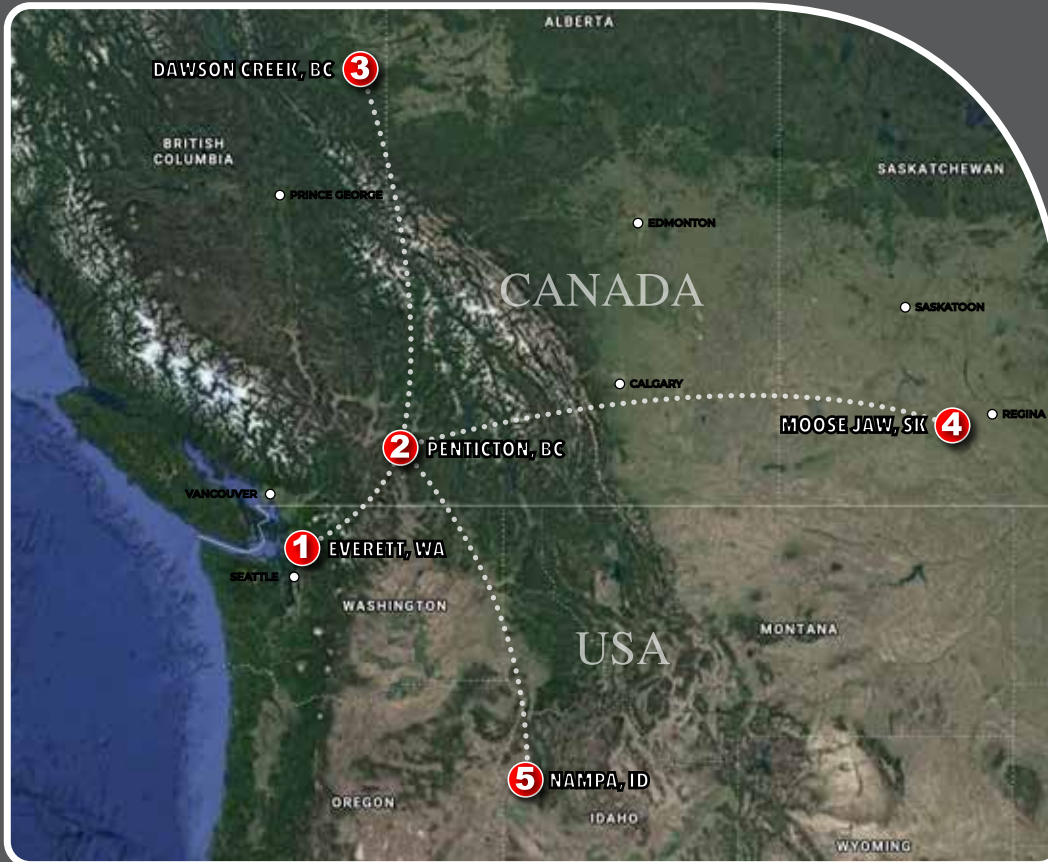 ALBERTA
DAWSON CREEK, BC 3
BRITISH
COLUMBIA
SASKATCHEWAN
PRINCE GEORGE
EDMONTON
CANADA
SASKATOON
CALGARY
REGINA
MOOSE JAW, SK 4
2 PENTICTON, BC
VANCOUVER
1 EVERETT, WA
SEATTLE
WASHINGTON
MONTANA
USA
5 NAMPA, ID
OREGON
IDAHO
WYOMING